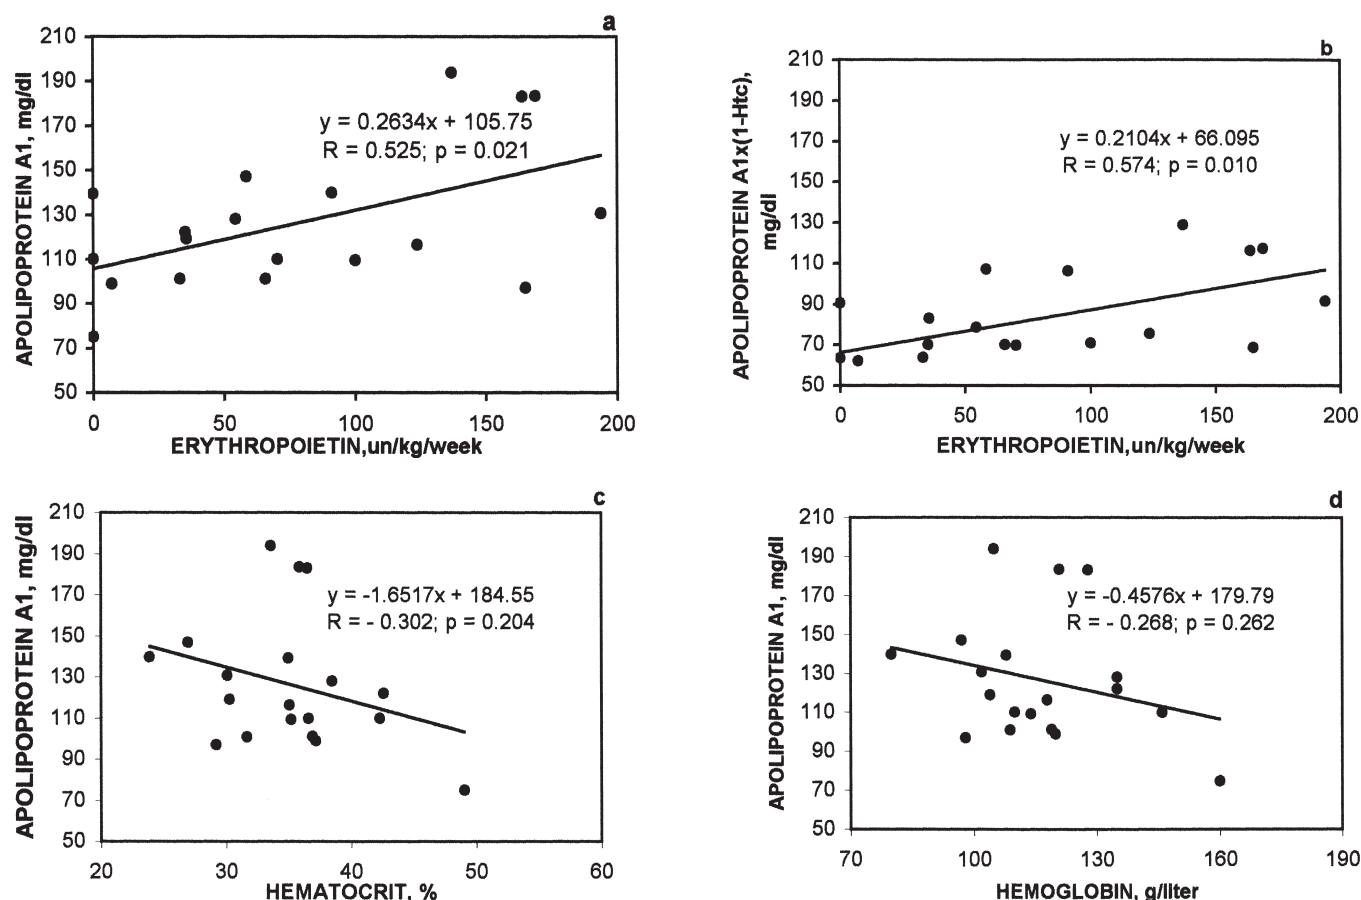 a
210
190
170
150
130
110
90
70
50
APOLIPOPROTEIN A1, mg/dl
y = 0.2634x + 105.75
R = 0.525; p = 0.021
0
50
100
150
200
ERYTHROPOIETIN,un/kg/week
b
210
190
170
150
130
110
90
70
50
APOLIPOPROTEIN A1x(1-Htc),
mg/dl
y = 0.2104x + 66.095
R = 0.574; p = 0.010
0
50
100
150
200
ERYTHROPOIETIN,un/kg/week
c
210
190
170
150
130
110
90
70
50
APOLIPOPROTEIN A1, mg/dl
y = -1.6517x + 184.55
R = - 0.302; p = 0.204
20
30
40
50
60
HEMATOCRIT, %
d
210
190
170
150
130
110
90
70
50
APOLIPOPROTEIN A1, mg/dl
y = -0.4576x + 179.79
R = - 0.268; p = 0.262
70
100
130
160
190
HEMOGLOBIN, g/liter